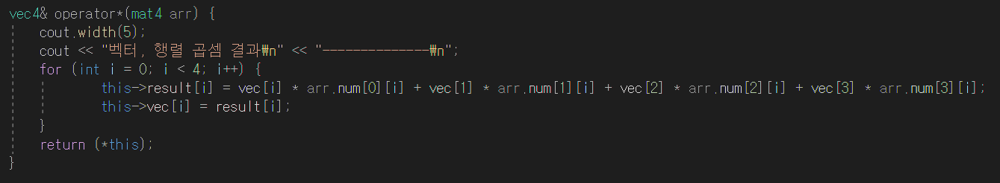 vec4& operator*(mat4 arr) {
cout.width(5);
cout << "벡터, 행렬 곱셈 결과₩n" << "--------------₩n";
for (int i = 0; i < 4; i++) {
this->result[i] = vec[i] * arr.num[0][i] + vec[1] * arr.num[1][i] + vec[2] * arr.num[2][i] + vec[3] * arr.num[3][i];
this->vec[i] = result[i];
}
return (*this);
}